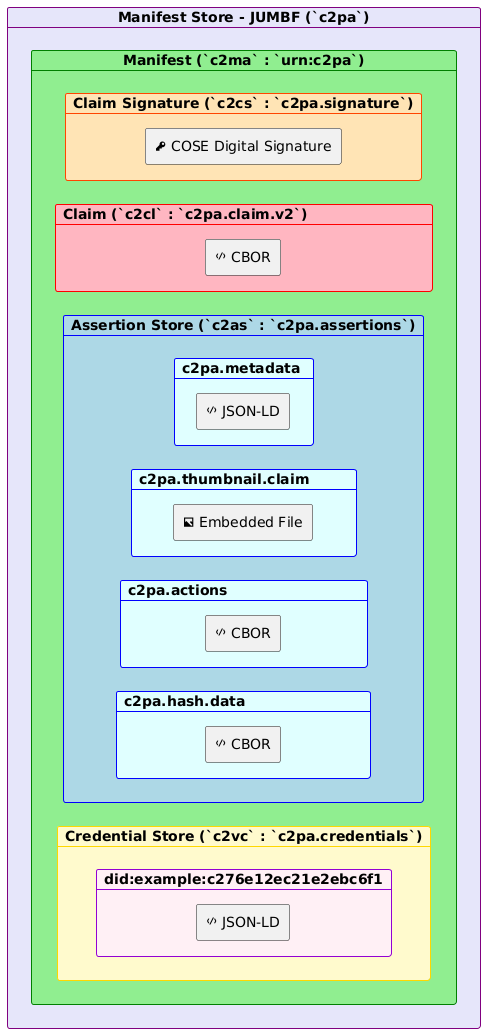 Manifest Store - JUMBF (`c2pa`)
Manifest (`c2ma` : `urn:c2pa`)
Claim Signature (`c2cs` : `c2pa.signature`)
COSE Digital Signature
Claim (`c2cl` : `c2pa.claim.v2`)
CBOR
Assertion Store (`c2as` : `c2pa.assertions`)
c2pa.metadata
JSON-LD
c2pa.thumbnail.claim
Embedded File
c2pa.actions
CBOR
c2pa.hash.data
CBOR
Credential Store (`c2vc` : `c2pa.credentials`)
did:example:c276e12ec21e2ebc6f1
JSON-LD